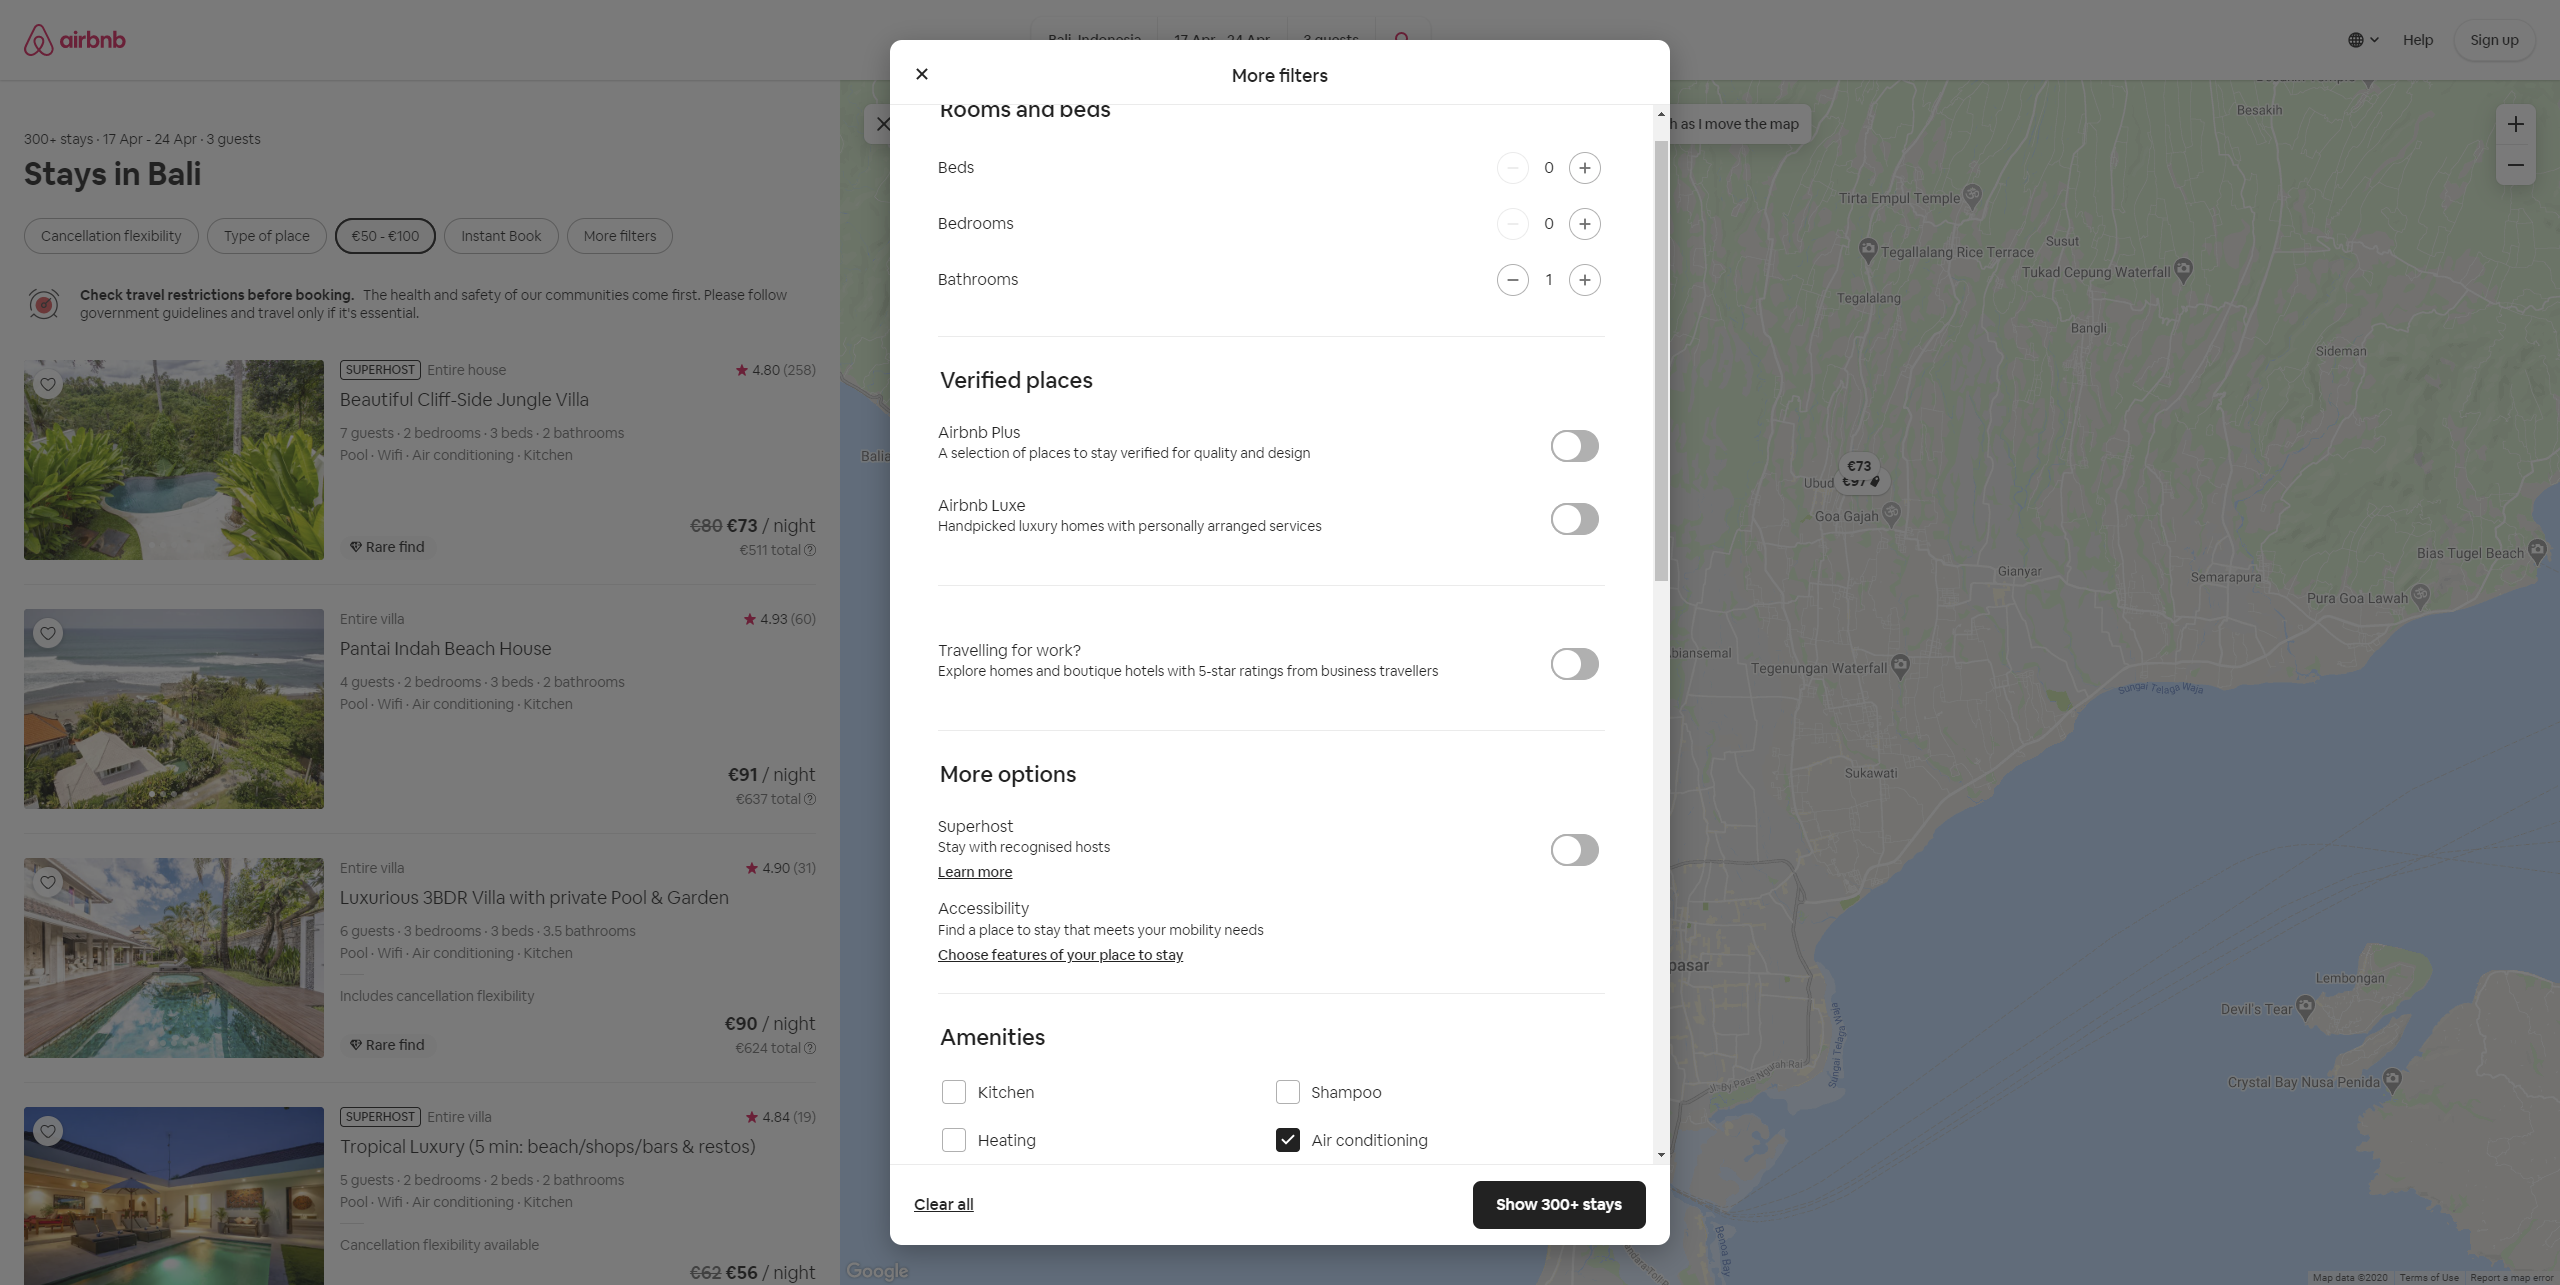 airbnb
Help
Sign up
300+ stays · 17 Apr - 24 Apr · 3 guests
Stays in Bali
Cancellation flexibility
Type of place
€50 - €100
Instant Book
More filters
Check travel restrictions before booking. The health and safety of our communities come first. Please follow
government guidelines and travel only if it's essential.
SUPERHOST Entire house
4.80 (258)
Beautiful Cliff-Side Jungle Villa
7 guests · 2 bedrooms · 3 beds · 2 bathrooms
Pool · Wifi · Air conditioning · Kitchen
€80 €73 / night
Rare find
€511 total
Entire villa
4.93 (60)
Pantai Indah Beach House
4 guests · 2 bedrooms · 3 beds · 2 bathrooms
Pool · Wifi · Air conditioning · Kitchen
€91 / night
€637 total
Entire villa
4.90 (31)
Luxurious 3BDR Villa with private Pool & Garden
6 guests · 3 bedrooms · 3 beds · 3.5 bathrooms
Pool · Wifi · Air conditioning · Kitchen
Includes cancellation flexibility
€90 / night
Rare find
€624 total
SUPERHOST Entire villa
4.84 (19)
Tropical Luxury (5 min: beach/shops/bars & restos)
5 guests · 2 bedrooms · 2 beds · 2 bathrooms
Pool · Wifi · Air conditioning · Kitchen
Cancellation flexibility available
€62 €56 / night
Bali, Indonesia
17 Apr - 24 Apr
3 guests
More filters
Rooms and beds
Beds
0
Bedrooms
0
Bathrooms
1
Verified places
Airbnb Plus
A selection of places to stay verified for quality and design
Airbnb Luxe
Handpicked luxury homes with personally arranged services
Travelling for work?
Explore homes and boutique hotels with 5-star ratings from business travellers
More options
Superhost
Stay with recognised hosts
Learn more
Accessibility
Find a place to stay that meets your mobility needs
Choose features of your place to stay
Amenities
Kitchen
Shampoo
Heating
Air conditioning
Clear all
Show 300+ stays
h as I move the map
Besakih
Tirta Empul Temple
Tegallalang Rice Terrace
Susut
Tukad Cepung Waterfall
Tegalalang
Bangli
Sideman
Balia
€73
€97
Ubud
Goa Gajah
Bias Tugel Beach
Gianyar
Semarapura
Pura Goa Lawah
biansemal
Tegenungan Waterfall
Sungai Telaga Waja
Sukawati
pasar
Lembongan
Devil's Tear
Sungai Telaga Waja
By Pass Ngurah Rai
Crystal Bay Nusa Penida
Benoa Bay
Google
Map data ©2020
Terms of Use
Report a map error